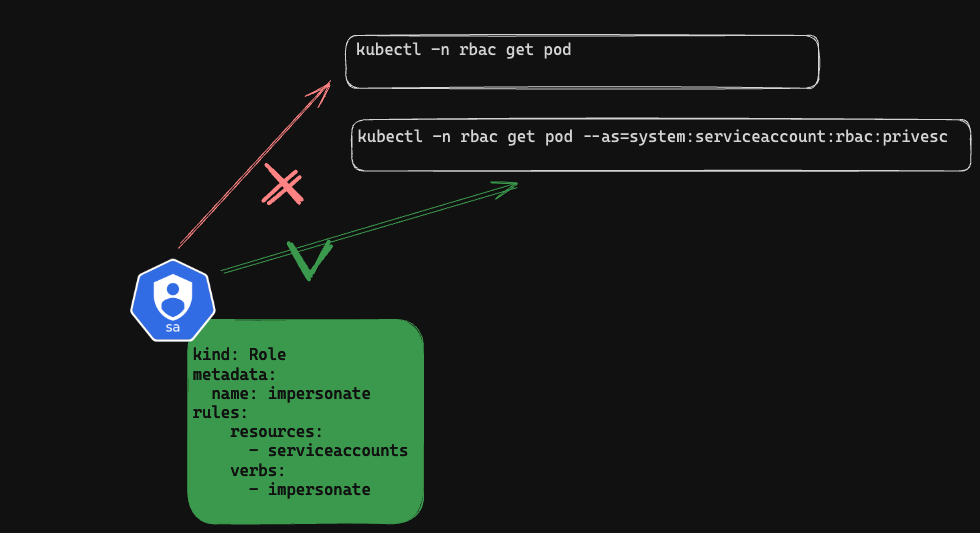 kubectl -n rbac get pod
kubectl -n rbac get pod --as=system:serviceaccount:rbac:privesc
sa
kind: Role
metadata:
  name: impersonate
rules:
    resources:
      - serviceaccounts
    verbs:
      - impersonate